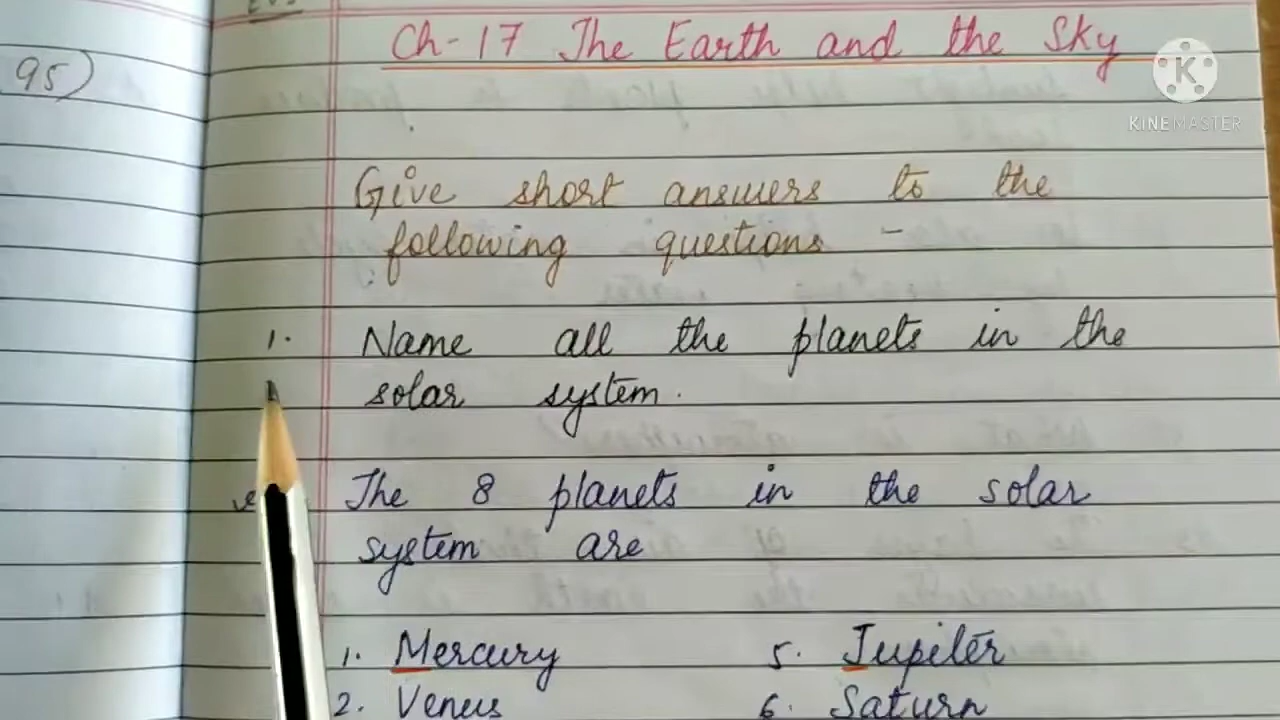 Ch-17 The Earth and the Sky
95)
KINEMASTER
Give short answers to the
following questions -
1. Name all the planets in the
solar system.
The 8 planets in the solar
system are
1. Mercury 5. Jupiter
2. Venus 6. Saturn